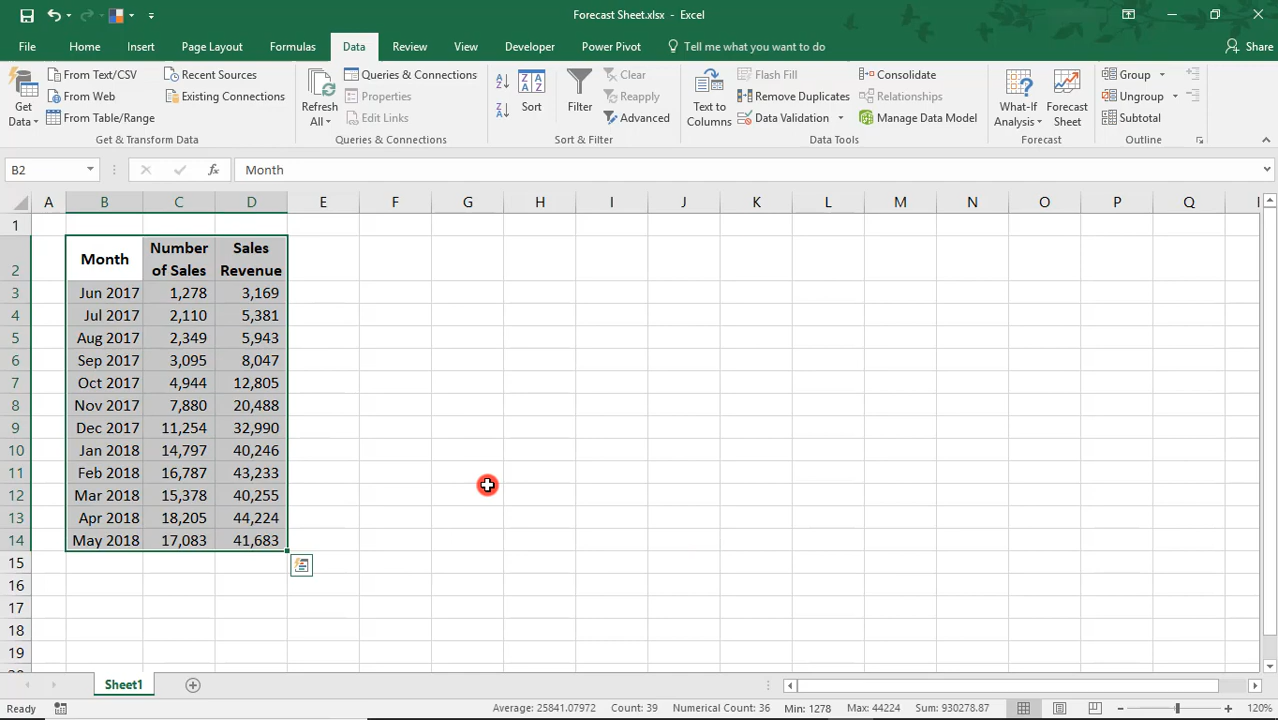 Forecast Sheet.xlsx - Excel
File Home Insert Page Layout Formulas Data Review View Developer Power Pivot Tell me what you want to do Share
Get Data
From Text/CSV
From Web
From Table/Range
Recent Sources
Existing Connections
Get & Transform Data
Refresh All
Queries & Connections
Properties
Edit Links
Queries & Connections
Sort
Filter
Clear
Reapply
Advanced
Sort & Filter
Text to Columns
Flash Fill
Remove Duplicates
Data Validation
Consolidate
Relationships
Manage Data Model
Data Tools
What-If Analysis
Forecast Sheet
Forecast
Group
Ungroup
Subtotal
Outline
B2 fx Month
A B C D E F G H I J K L M N O P Q
1
2 Month Number of Sales Sales Revenue
3 Jun 2017 1,278 3,169
4 Jul 2017 2,110 5,381
5 Aug 2017 2,349 5,943
6 Sep 2017 3,095 8,047
7 Oct 2017 4,944 12,805
8 Nov 2017 7,880 20,488
9 Dec 2017 11,254 32,990
10 Jan 2018 14,797 40,246
11 Feb 2018 16,787 43,233
12 Mar 2018 15,378 40,255
13 Apr 2018 18,205 44,224
14 May 2018 17,083 41,683
15
16
17
18
19
Sheet1
Ready Average: 25841.07972 Count: 39 Numerical Count: 36 Min: 1278 Max: 44224 Sum: 930278.87 120%